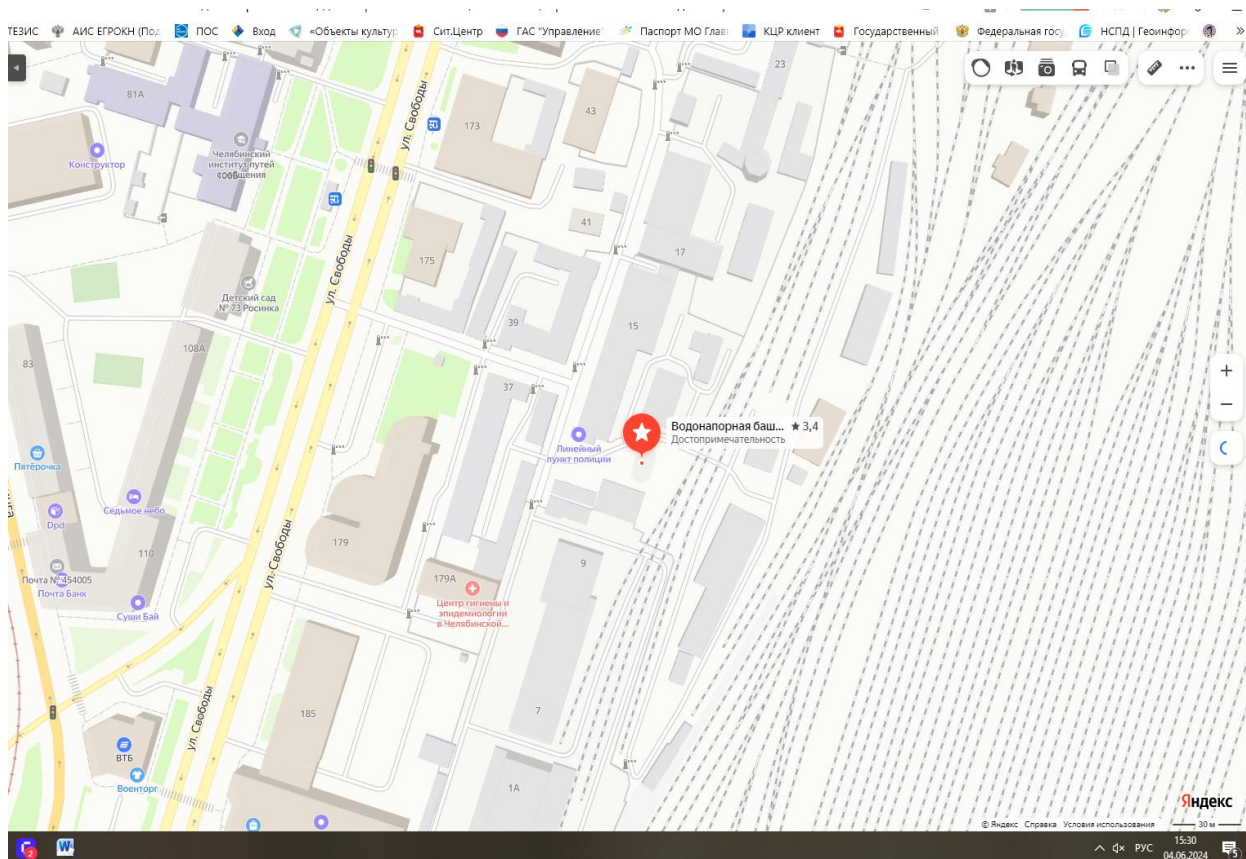 ТЕЗИС АИС ЕГРОКН (Под ПОС Вход «Объекты культур Сит.Центр ГАС "Управление" Паспорт МО Глав КЦР клиент Государственный Федеральная госу НСПД | Геоинфор »
81А
Конструктор
Челябинский
институт путей
сообщения
ул. Свободы
173
43
23
41
17
175
ул. Свободы
Детский сад
№ 73 Росинка
39
15
108А
83
37
Водонапорная баш... ★ 3,4
Достопримечательность
Линейный
пункт полиции
Пятёрочка
Седьмое небо
Dpd
110
179
ул. Свободы
9
Почта № 454005
Почта Банк
179А
Центр гигиены и
эпидемиологии
в Челябинской...
Суши Бай
185
7
ул. Свободы
ВТБ
Военторг
1А
Яндекс
© Яндекс Справка Условия использования 30 м
2 W РУС 15:30
04.06.2024 5